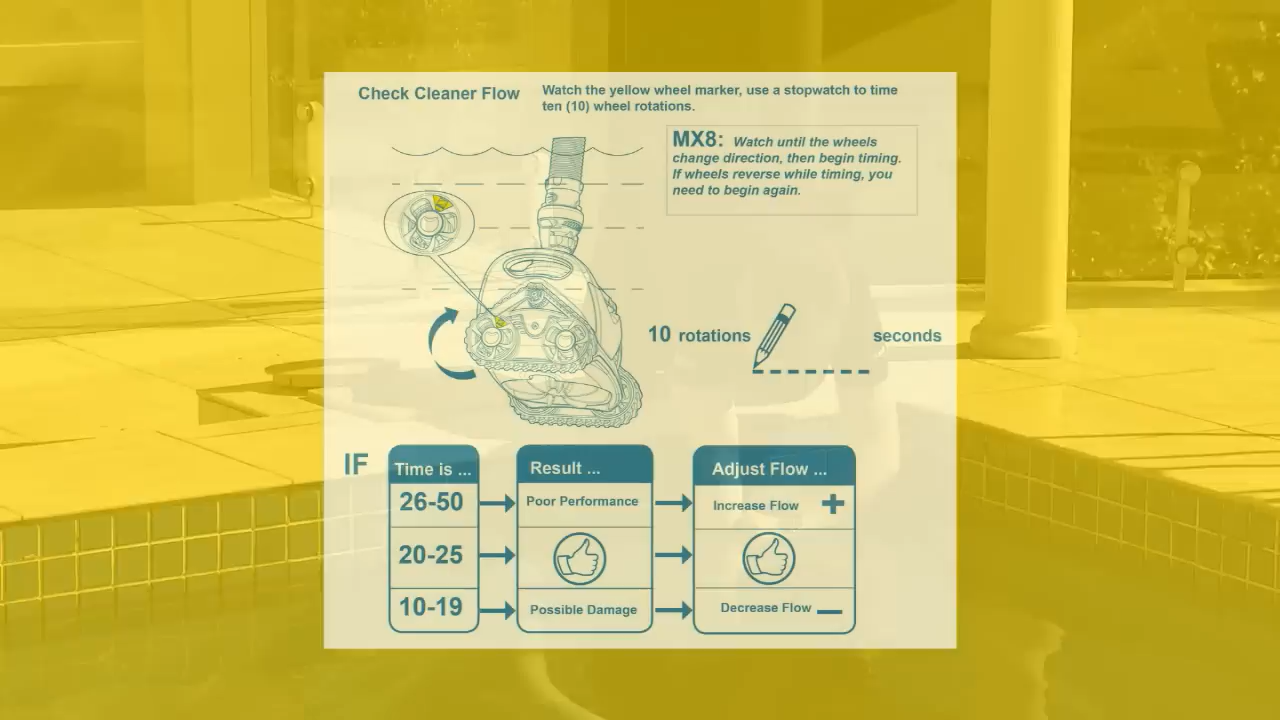 Check Cleaner Flow
Watch the yellow wheel marker, use a stopwatch to time
ten (10) wheel rotations.
MX8: Watch until the wheels
change direction, then begin timing.
If wheels reverse while timing, you
need to begin again.
10 rotations
seconds
IF
Time is ...
Result ...
Adjust Flow ...
26-50
Poor Performance
Increase Flow +
20-25
10-19
Possible Damage
Decrease Flow —